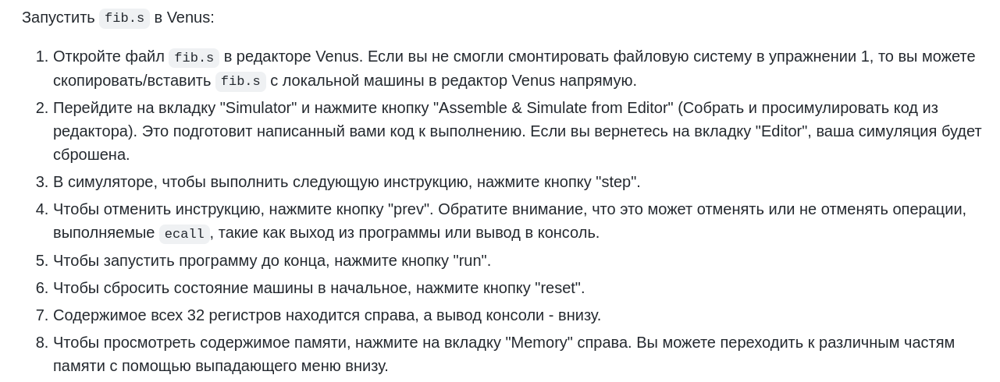 Запустить fib.s в Venus:
1. Откройте файл fib.s в редакторе Venus. Если вы не смогли смонтировать файловую систему в упражнении 1, то вы можете
скопировать/вставить fib.s с локальной машины в редактор Venus напрямую.
2. Перейдите на вкладку "Simulator" и нажмите кнопку "Assemble & Simulate from Editor" (Собрать и просимулировать код из
редактора). Это подготовит написанный вами код к выполнению. Если вы вернетесь на вкладку "Editor", ваша симуляция будет
сброшена.
3. В симуляторе, чтобы выполнить следующую инструкцию, нажмите кнопку "step".
4. Чтобы отменить инструкцию, нажмите кнопку "prev". Обратите внимание, что это может отменять или не отменять операции,
выполняемые ecall, такие как выход из программы или вывод в консоль.
5. Чтобы запустить программу до конца, нажмите кнопку "run".
6. Чтобы сбросить состояние машины в начальное, нажмите кнопку "reset".
7. Содержимое всех 32 регистров находится справа, а вывод консоли - внизу.
8. Чтобы просмотреть содержимое памяти, нажмите на вкладку "Memory" справа. Вы можете переходить к различным частям
памяти с помощью выпадающего меню внизу.